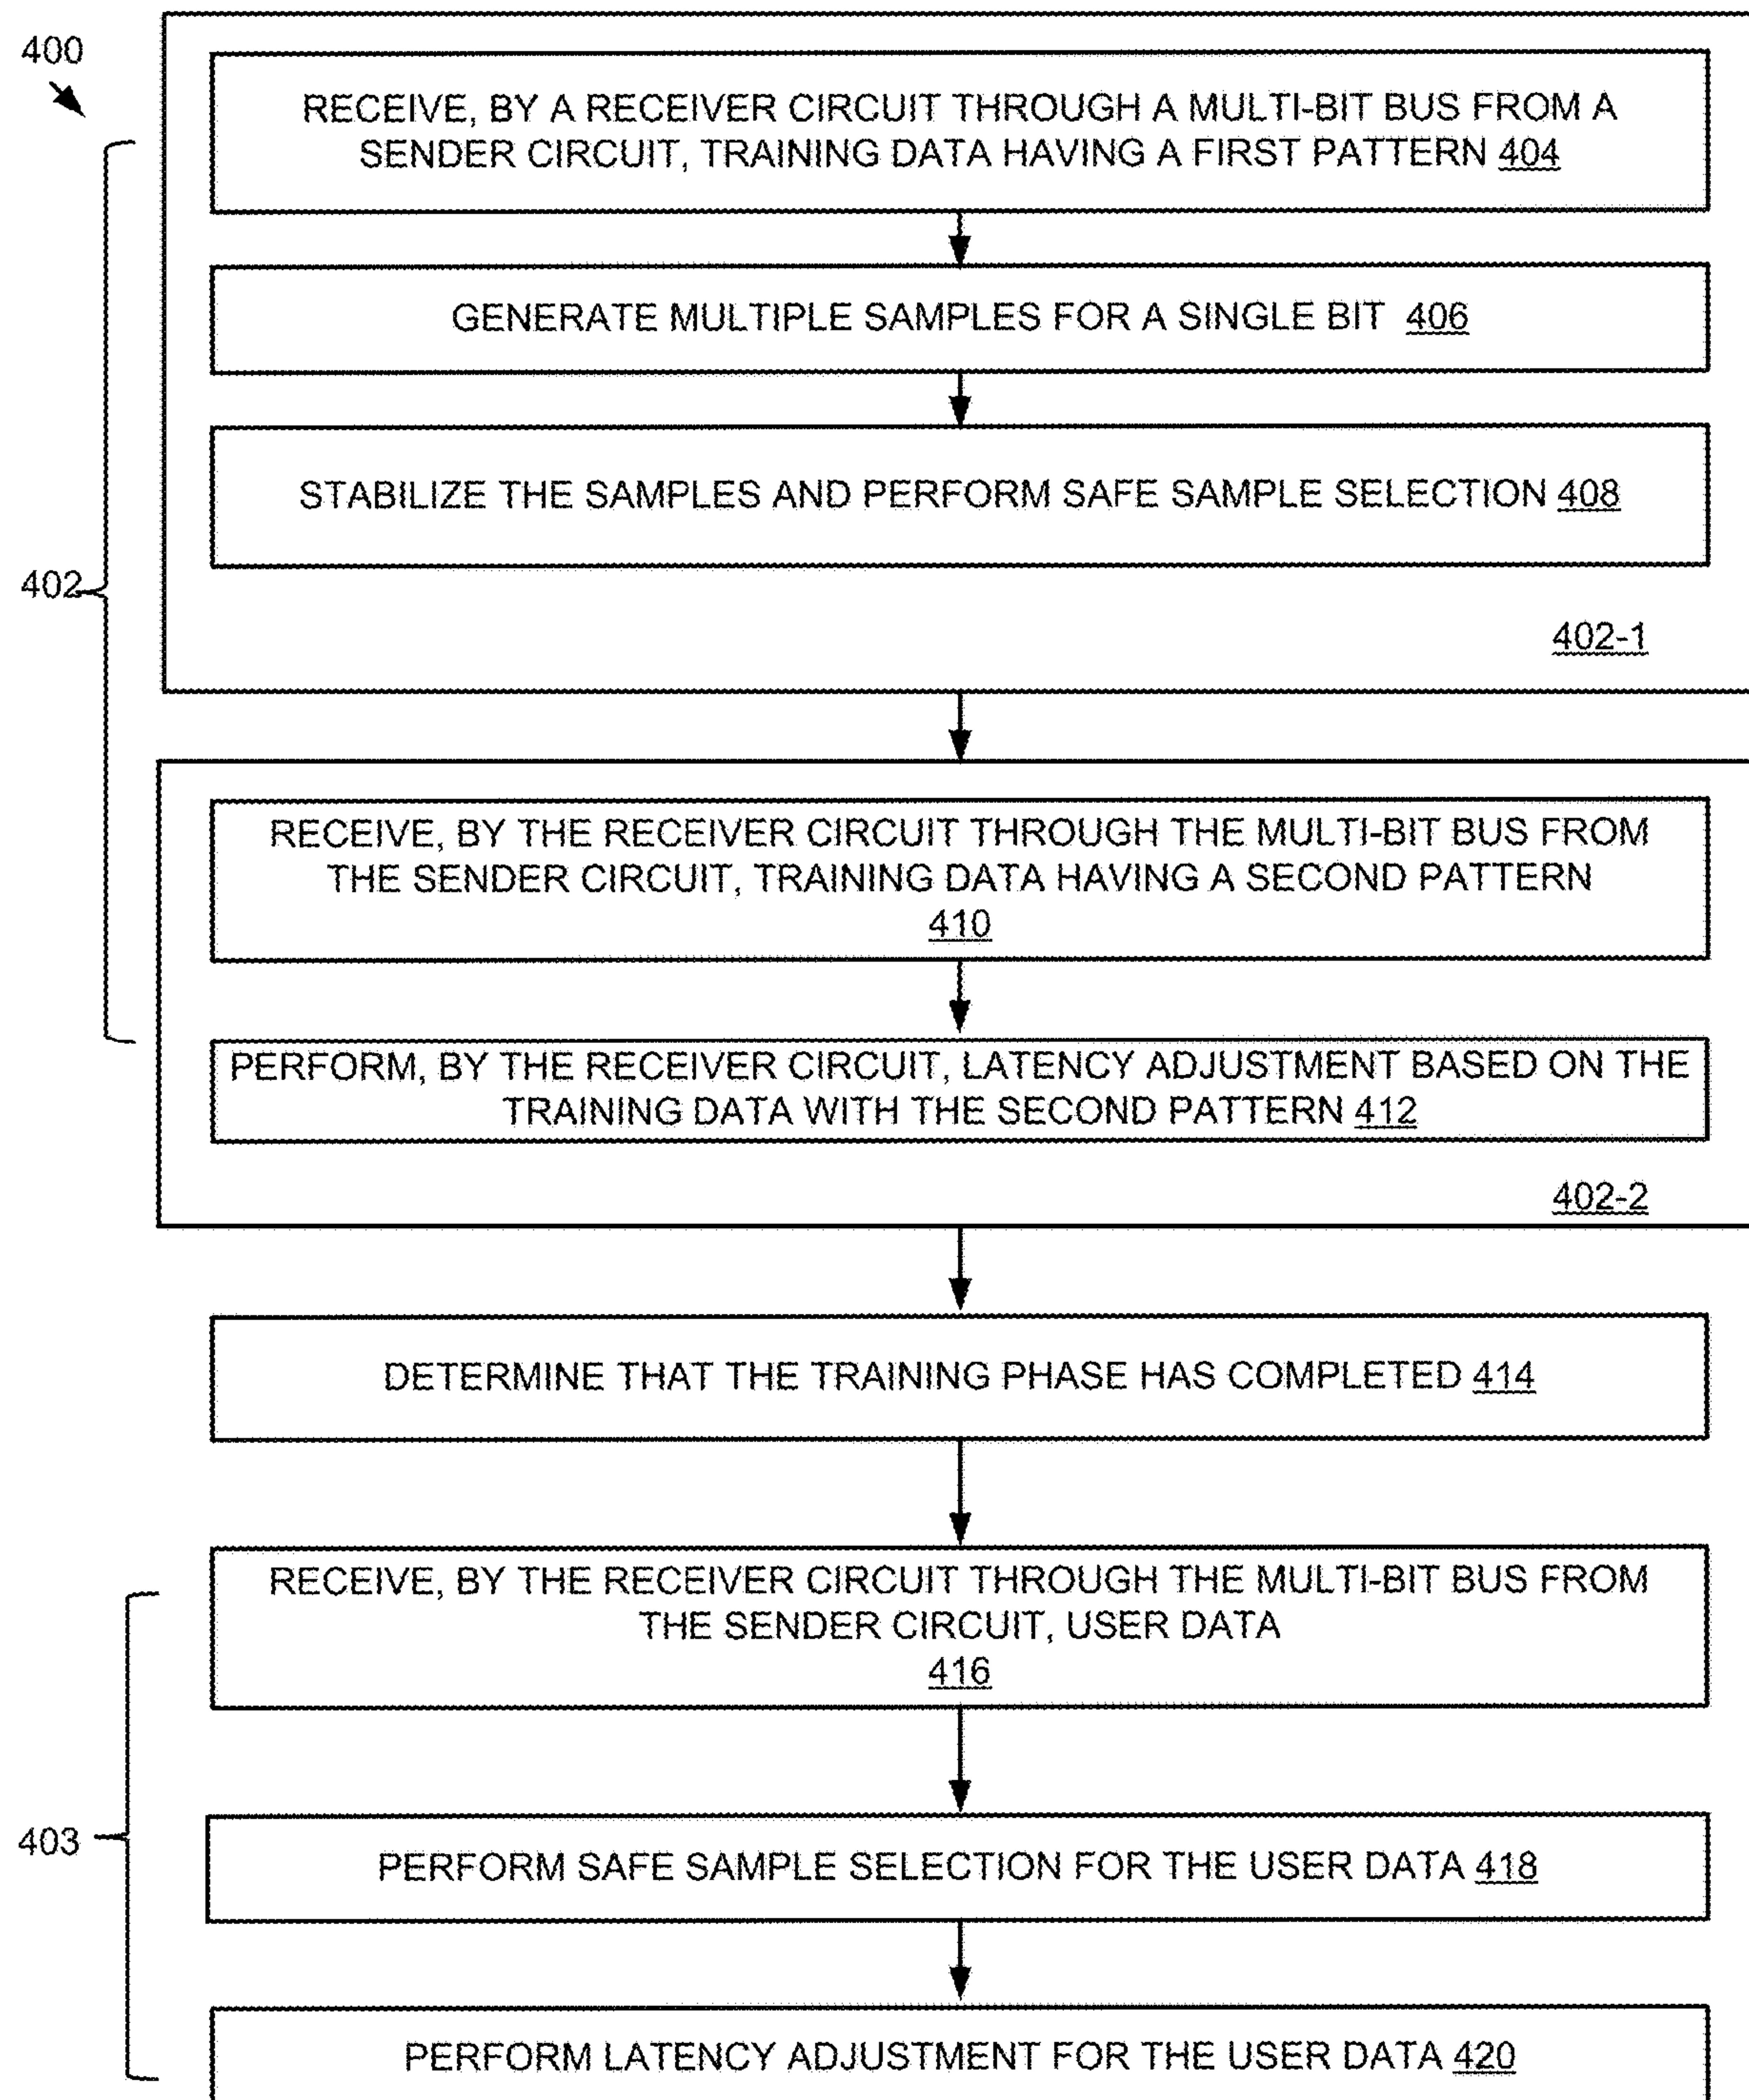 400
RECEIVE, BY A RECEIVER CIRCUIT THROUGH A MULTI-BIT BUS FROM A
SENDER CIRCUIT, TRAINING DATA HAVING A FIRST PATTERN 404
GENERATE MULTIPLE SAMPLES FOR A SINGLE BIT 406
STABILIZE THE SAMPLES AND PERFORM SAFE SAMPLE SELECTION 408
402
402-1
RECEIVE, BY THE RECEIVER CIRCUIT THROUGH THE MULTI-BIT BUS FROM
THE SENDER CIRCUIT, TRAINING DATA HAVING A SECOND PATTERN
410
PERFORM, BY THE RECEIVER CIRCUIT, LATENCY ADJUSTMENT BASED ON THE
TRAINING DATA WITH THE SECOND PATTERN 412
402-2
DETERMINE THAT THE TRAINING PHASE HAS COMPLETED 414
RECEIVE, BY THE RECEIVER CIRCUIT THROUGH THE MULTI-BIT BUS FROM
THE SENDER CIRCUIT, USER DATA
416
403
PERFORM SAFE SAMPLE SELECTION FOR THE USER DATA 418
PERFORM LATENCY ADJUSTMENT FOR THE USER DATA 420